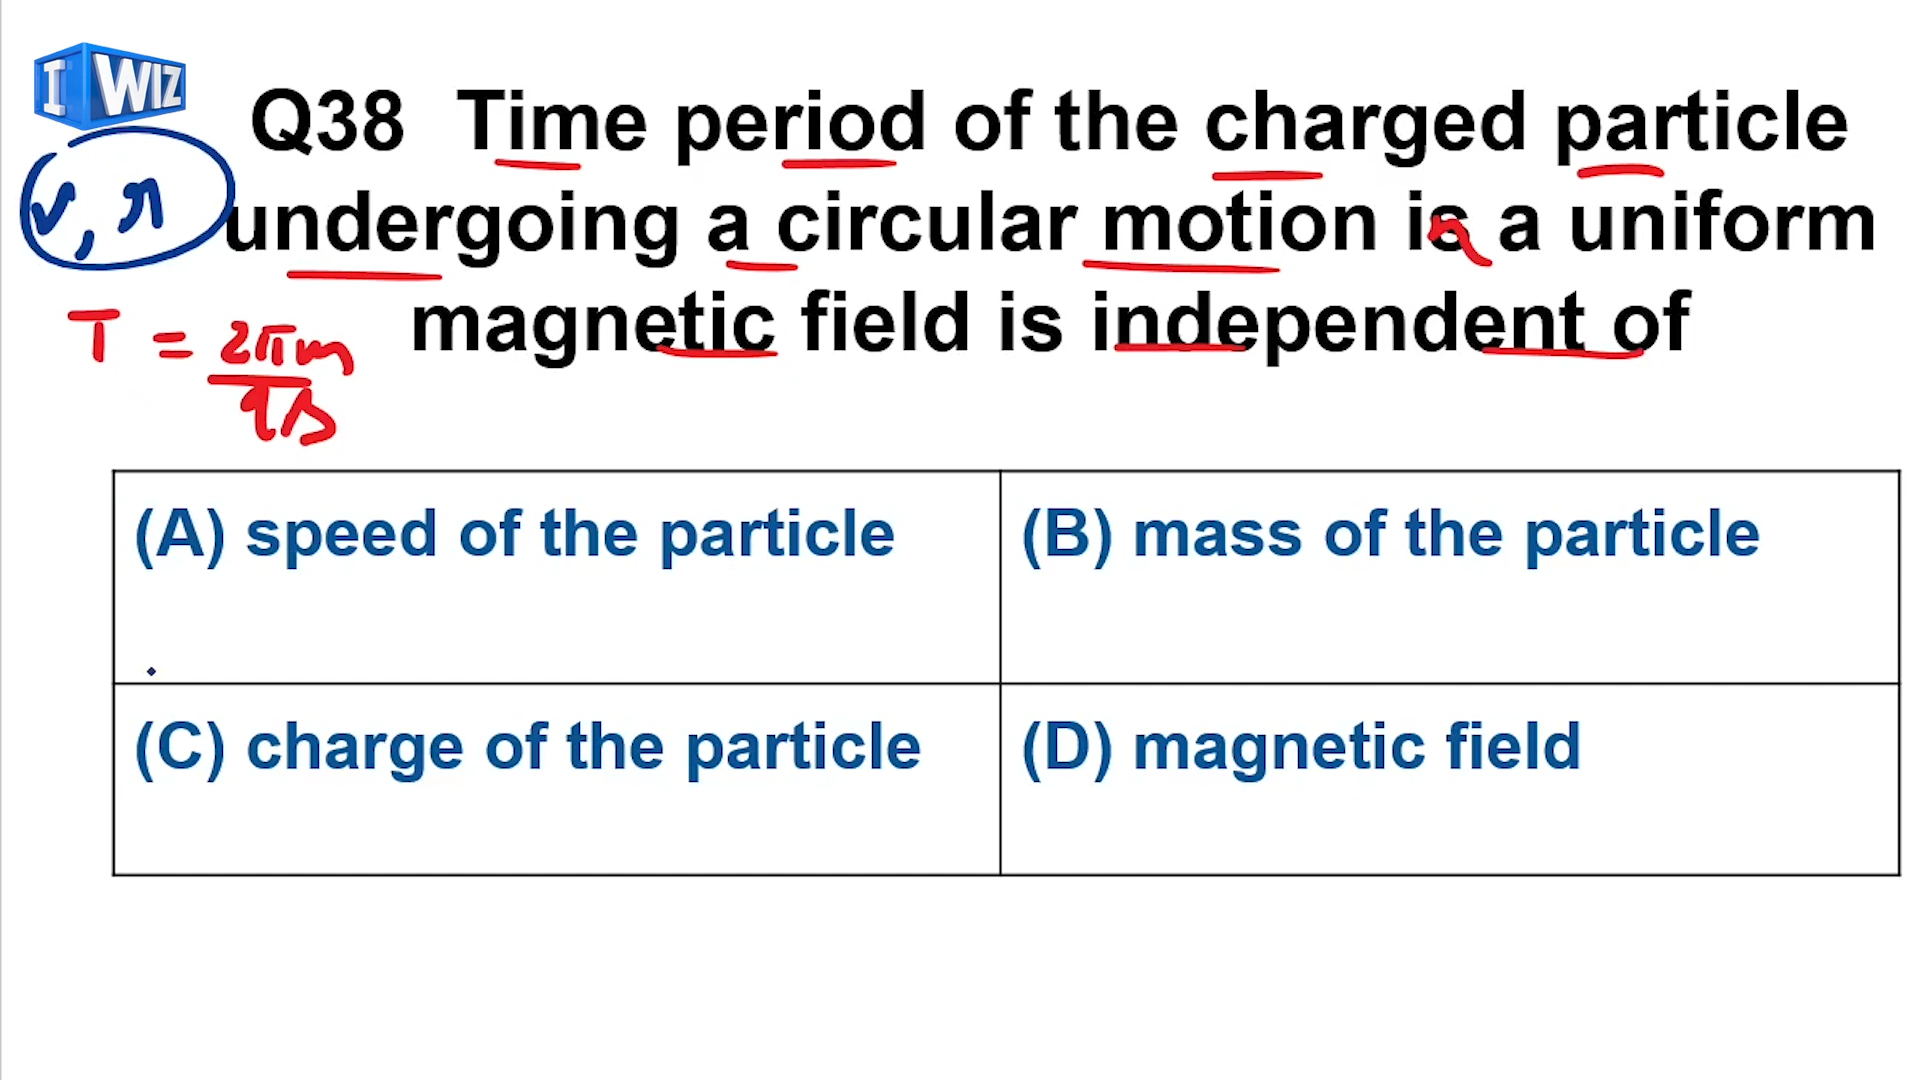 I WIZ
Q38 Time period of the charged particle
v, r
undergoing a circular motion in a uniform
magnetic field is independent of
T = 2πm
qB
(A) speed of the particle
(B) mass of the particle
(C) charge of the particle
(D) magnetic field